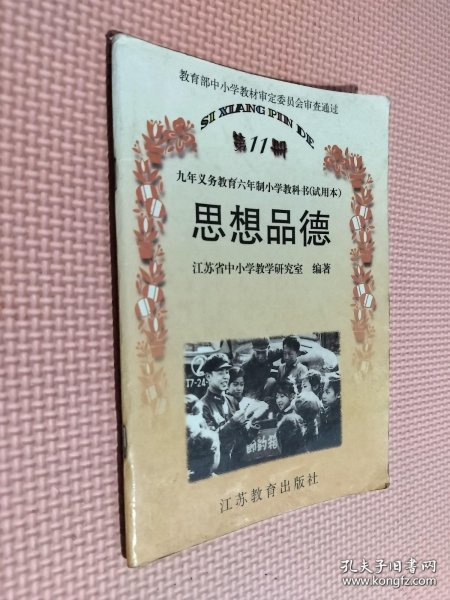 教育部中小学教材审定委员会审查通过
SI XIANG PIN DE
第11册
九年义务教育六年制小学教科书(试用本)
思想品德
江苏省中小学教学研究室 编著
2
17-24
江苏教育出版社
孔夫子旧书网
www.kongfz.com